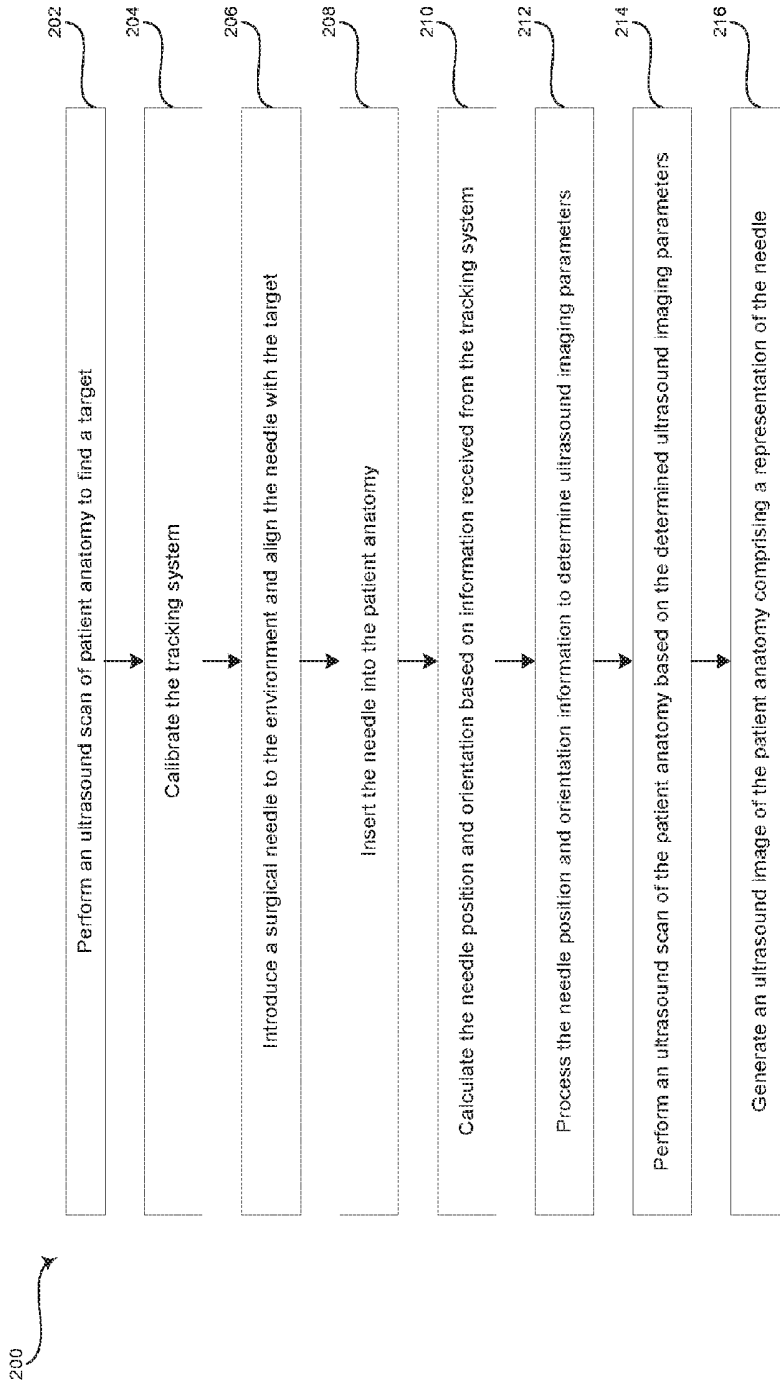 200
202
Perform an ultrasound scan of patient anatomy to find a target
204
Calibrate the tracking system
206
Introduce a surgical needle to the environment and align the needle with the target
208
Insert the needle into the patient anatomy
210
Calculate the needle position and orientation based on information received from the tracking system
212
Process the needle position and orientation information to determine ultrasound imaging parameters
214
Perform an ultrasound scan of the patient anatomy based on the determined ultrasound imaging parameters
216
Generate an ultrasound image of the patient anatomy comprising a representation of the needle